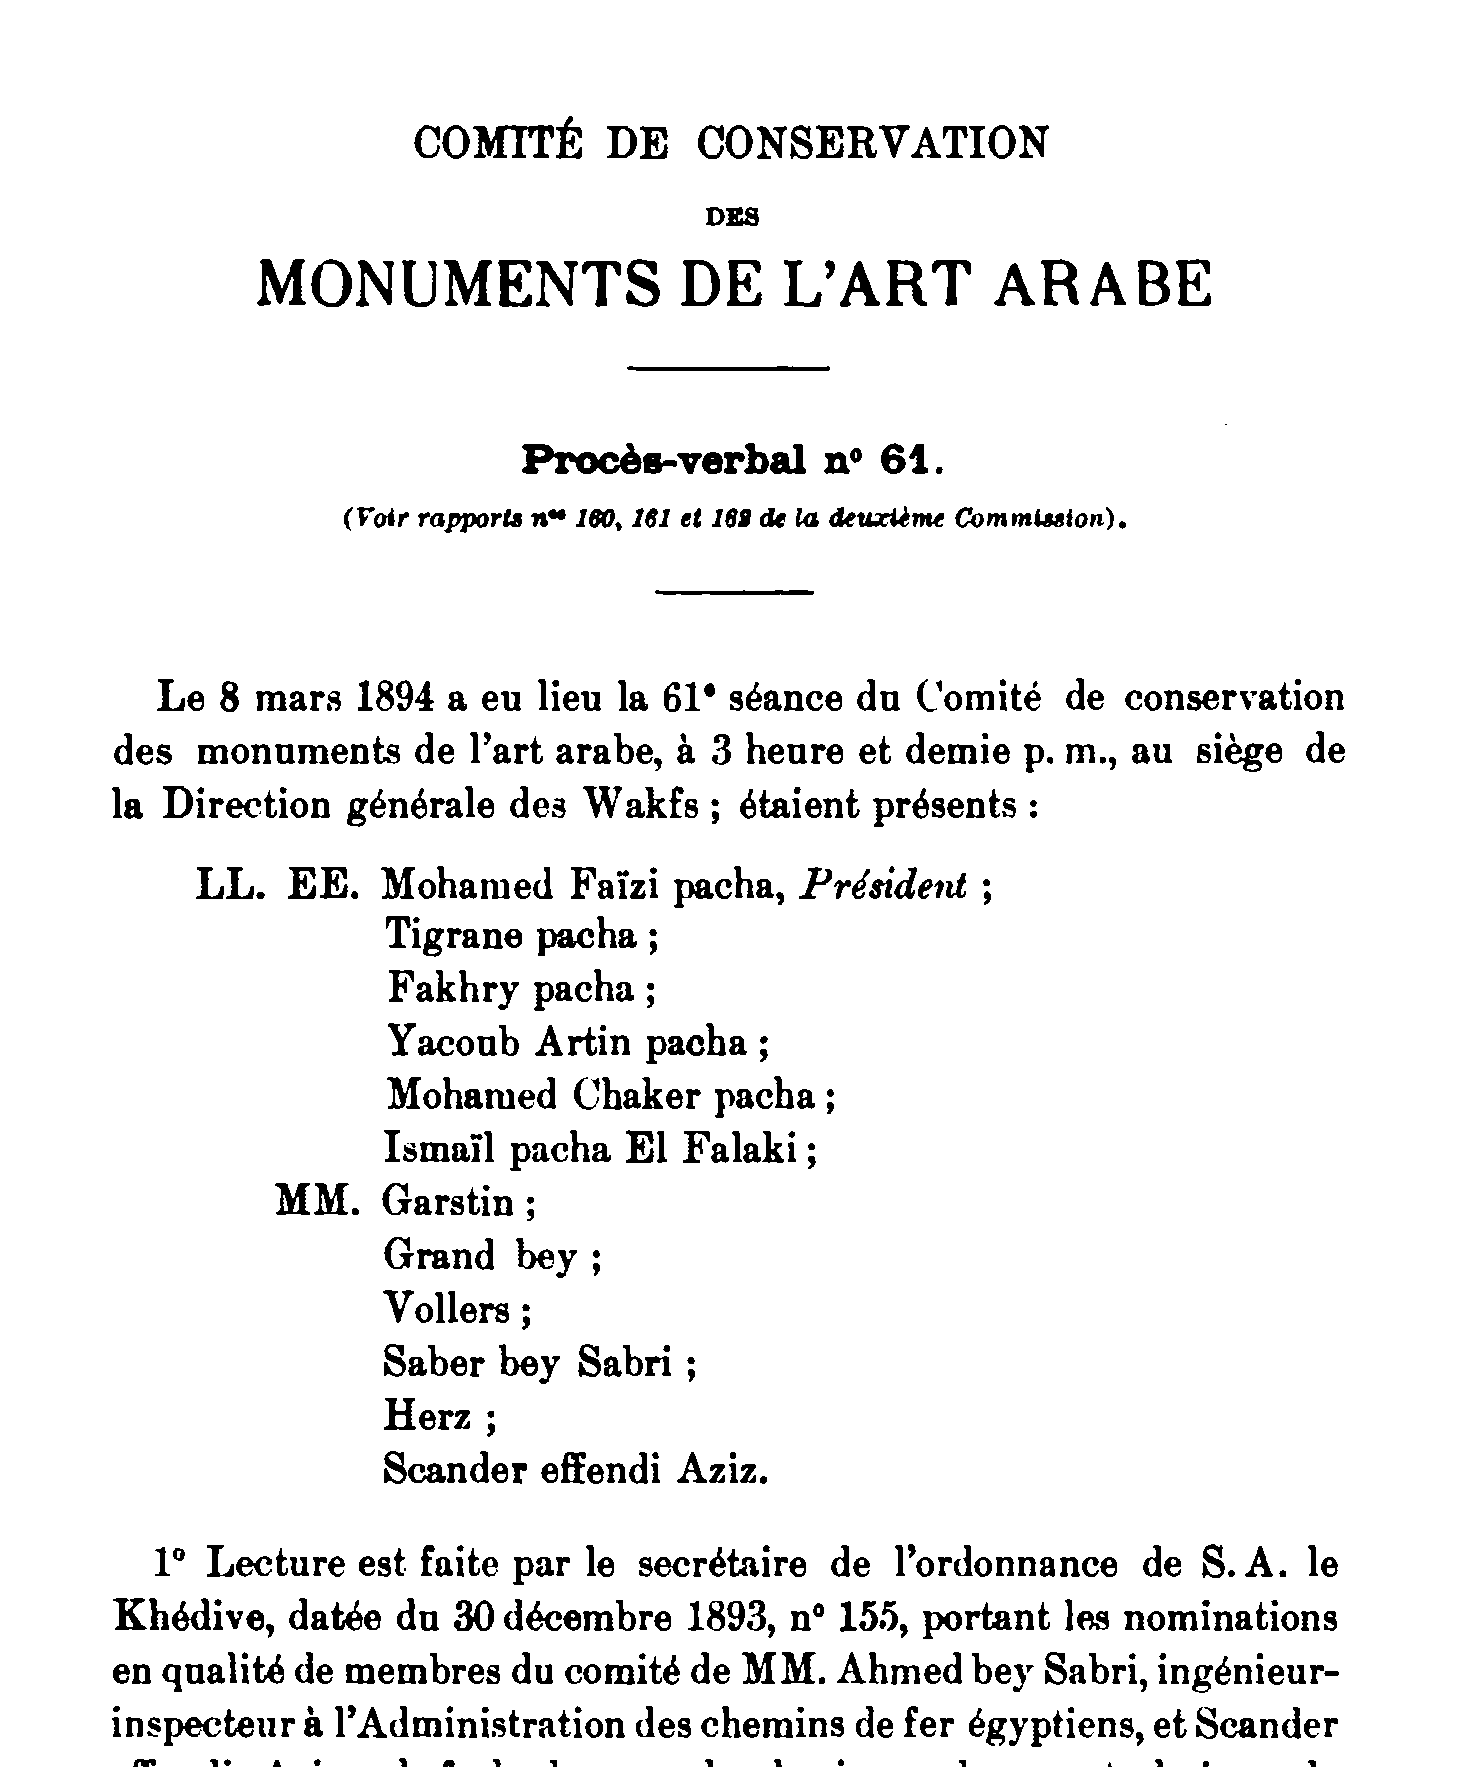 COMITÉ DE CONSERVATION
DES
MONUMENTS DE L'ART ARABE
Procès-verbal nº 61.
(Voir rapports nos 160, 161 et 162 de la deuxième Commission).
Le 8 mars 1894 a eu lieu la 61e séance du Comité de conservation
des monuments de l'art arabe, à 3 heure et demie p. m., au siège de
la Direction générale des Wakfs ; étaient présents :
LL. EE. Mohamed Faïzi pacha, Président ;
Tigrane pacha ;
Fakhry pacha ;
Yacoub Artin pacha ;
Mohamed Chaker pacha ;
Ismaïl pacha El Falaki ;
MM. Garstin ;
Grand bey ;
Vollers ;
Saber bey Sabri ;
Herz ;
Scander effendi Aziz.
1º Lecture est faite par le secrétaire de l'ordonnance de S. A. le
Khédive, datée du 30 décembre 1893, nº 155, portant les nominations
en qualité de membres du comité de MM. Ahmed bey Sabri, ingénieur-
inspecteur à l'Administration des chemins de fer égyptiens, et Scander